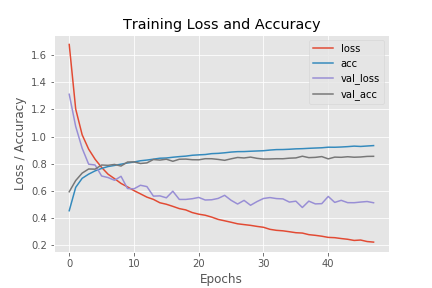 Training Loss and Accuracy
loss
acc
val_loss
val_acc
Loss / Accuracy
1.6
1.4
1.2
1.0
0.8
0.6
0.4
0.2
0 10 20 30 40
Epochs